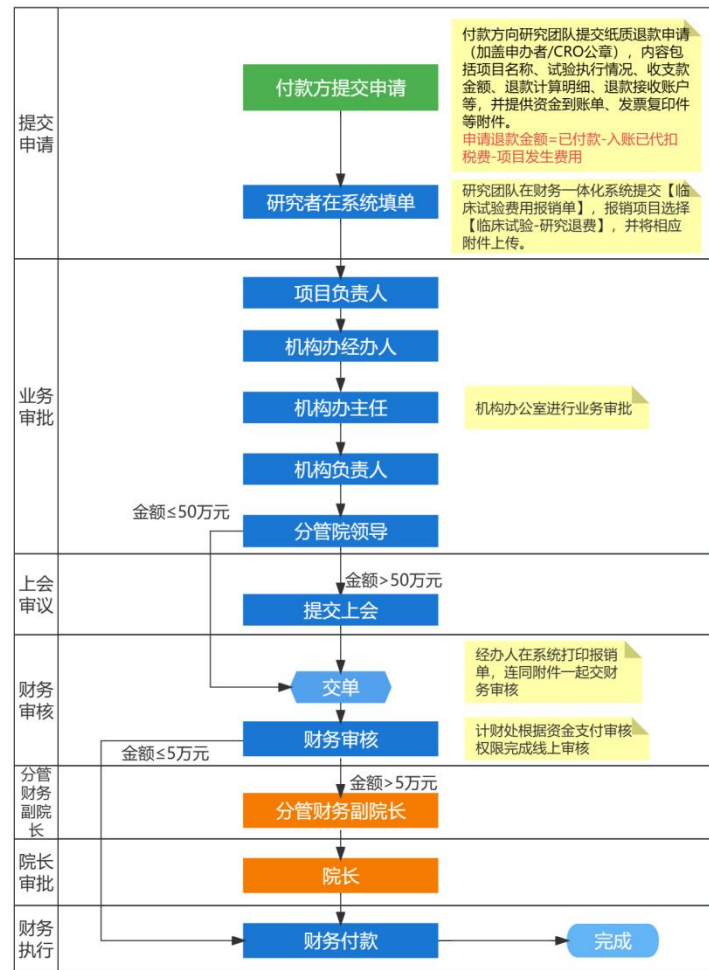 提交
申请
付款方提交申请
付款方向研究团队提交纸质退款申请
（加盖申办者/CRO公章），内容包
括项目名称、试验执行情况、收支款
金额、退款计算明细、退款接收账户
等，并提供资金到账单、发票复印件
等附件。
申请退款金额=已付款-入账已代扣
税费-项目发生费用
研究者在系统填单
研究团队在财务一体化系统提交【临
床试验费用报销单】，报销项目选择
【临床试验-研究退费】，并将相应
附件上传。
业务
审批
项目负责人
机构办经办人
机构办主任
机构办公室进行业务审批
机构负责人
金额≤50万元
分管院领导
上会
审议
金额>50万元
提交上会
财务
审核
交单
经办人在系统打印报销
单，连同附件一起交财
务审核
财务审核
计财处根据资金支付审核
权限完成线上审核
金额≤5万元
分管
财务
副院
长
金额>5万元
分管财务副院长
院长
审批
院长
财务
执行
财务付款
完成